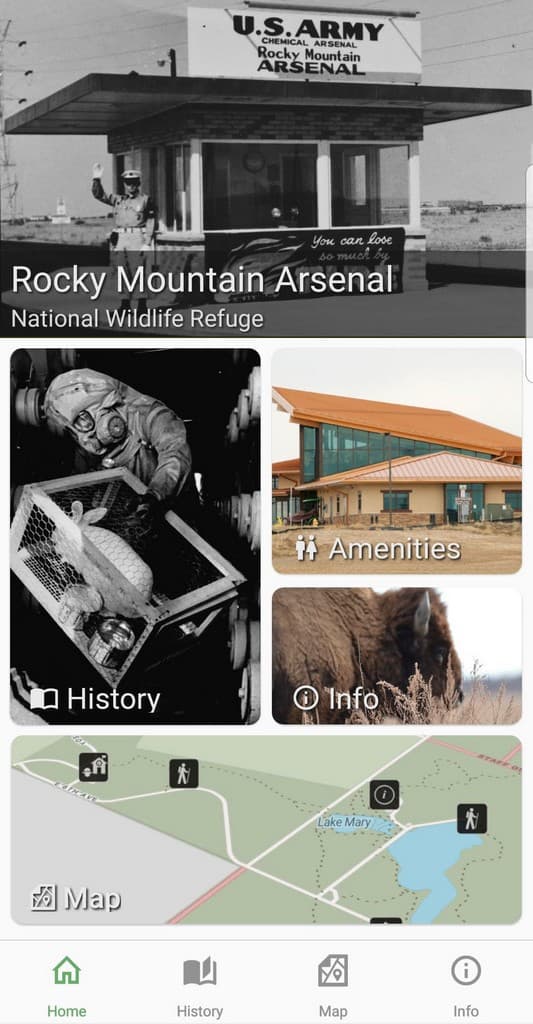 U.S. ARMY
CHEMICAL ARSENAL
Rocky Mountain
ARSENAL
You can lose
so much by
Rocky Mountain Arsenal
National Wildlife Refuge
History
Amenities
Info
Lake Mary
Map
Home
History
Map
Info